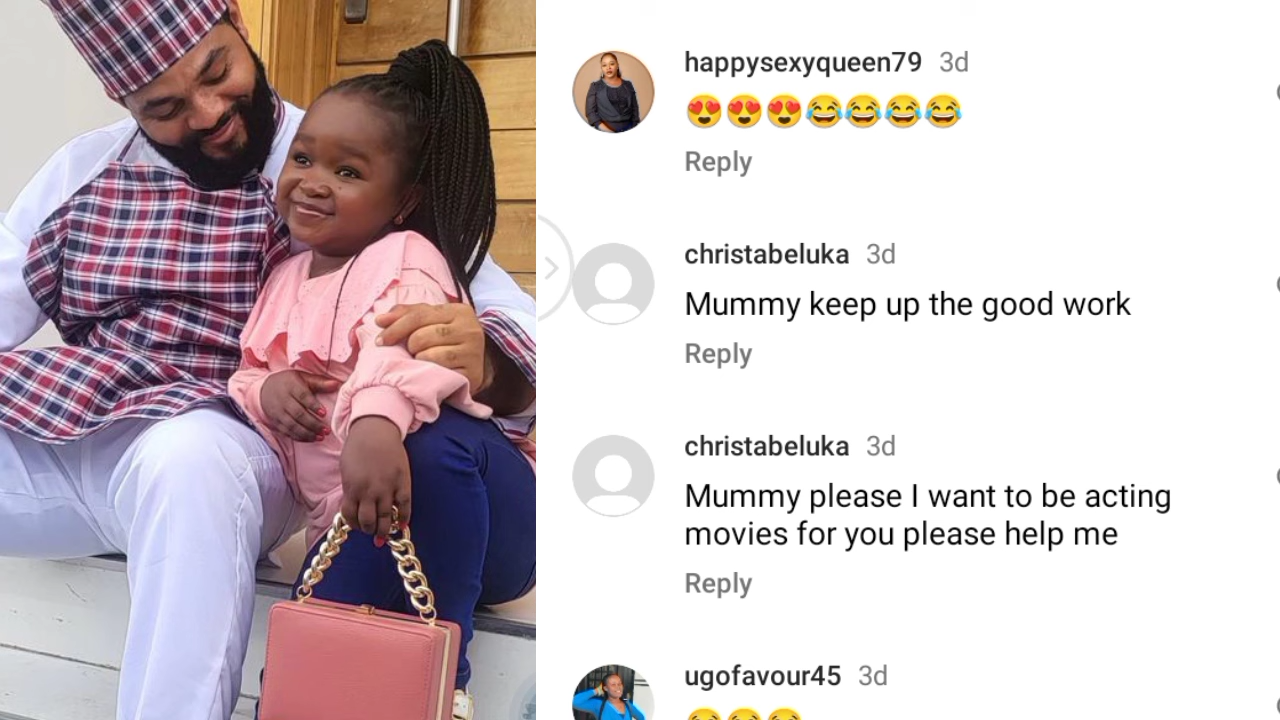 happysexyqueen79 3d
😍😍😍😂😂😂😂
Reply
christabeluka 3d
Mummy keep up the good work
Reply
christabeluka 3d
Mummy please I want to be acting
movies for you please help me
Reply
ugofavour45 3d